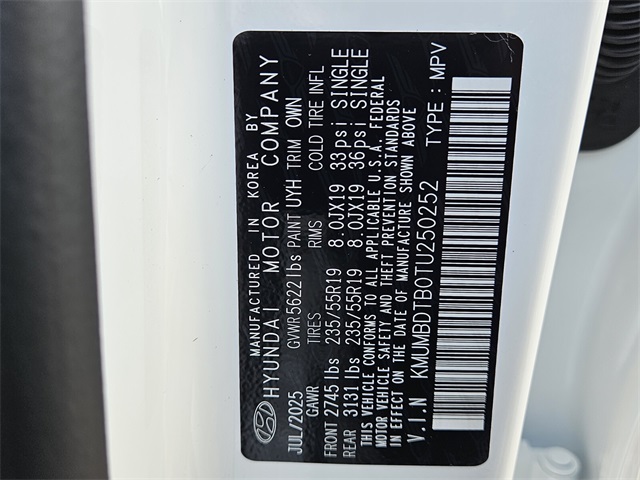 MANUFACTURED IN KOREA BY
HYUNDAI MOTOR COMPANY
JUL/2025 GVWR 5622 lbs PAINT UYH TRIM OWN
GAWR TIRES RIMS COLD TIRE INFL
FRONT 2745 lbs 235/55R19 8.0JX19 33psi SINGLE
REAR 3131 lbs 235/55R19 8.0JX19 36psi SINGLE
THIS VEHICLE CONFORMS TO ALL APPLICABLE U.S.A. FEDERAL
MOTOR VEHICLE SAFETY AND THEFT PREVENTION STANDARDS
IN EFFECT ON THE DATE OF MANUFACTURE SHOWN ABOVE
V.I.N KMUMBDTB0TU250252 TYPE : MPV